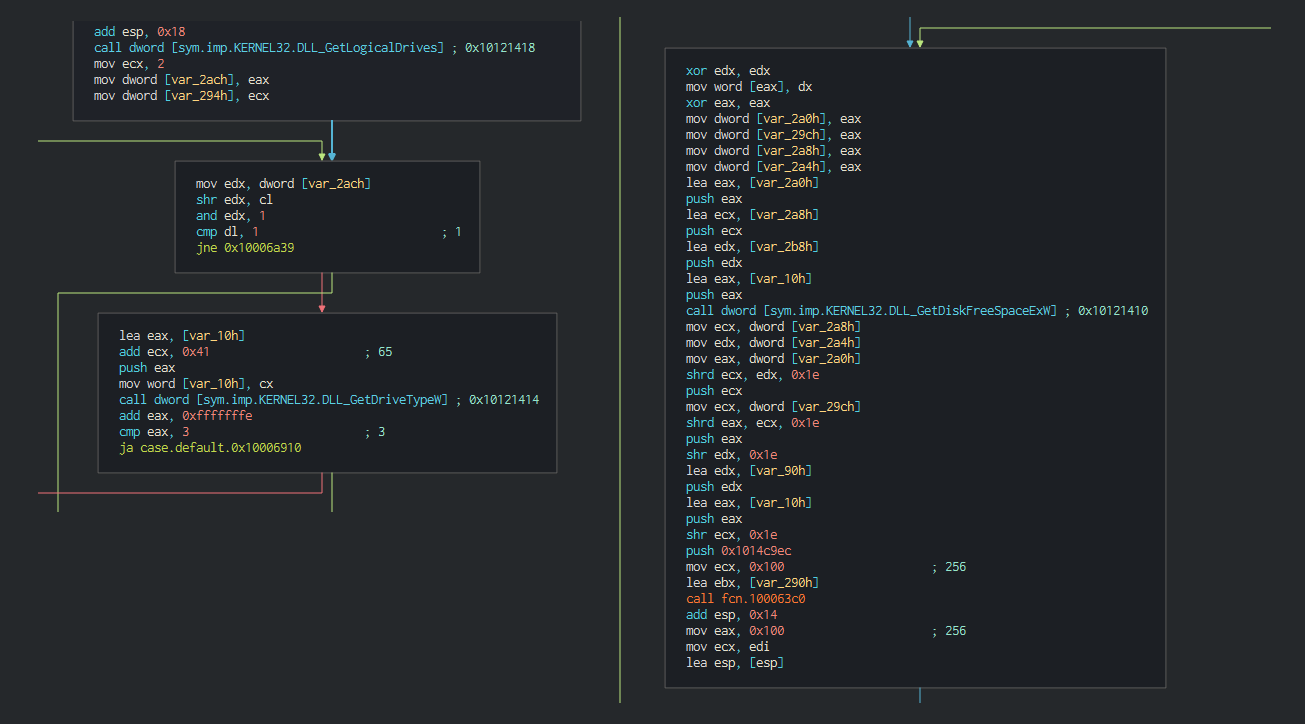 add esp, 0x18
call dword [sym.imp.KERNEL32.DLL_GetLogicalDrives] ; 0x10121418
mov ecx, 2
mov dword [var_2ach], eax
mov dword [var_294h], ecx
mov edx, dword [var_2ach]
shr edx, cl
and edx, 1
cmp dl, 1 ; 1
jne 0x10006a39
lea eax, [var_10h]
add ecx, 0x41 ; 65
push eax
mov word [var_10h], cx
call dword [sym.imp.KERNEL32.DLL_GetDriveTypeW] ; 0x10121414
add eax, 0xfffffffe
cmp eax, 3 ; 3
ja case.default.0x10006910
xor edx, edx
mov word [eax], dx
xor eax, eax
mov dword [var_2a0h], eax
mov dword [var_29ch], eax
mov dword [var_2a8h], eax
mov dword [var_2a4h], eax
lea eax, [var_2a0h]
push eax
lea ecx, [var_2a8h]
push ecx
lea edx, [var_2b8h]
push edx
lea eax, [var_10h]
push eax
call dword [sym.imp.KERNEL32.DLL_GetDiskFreeSpaceExW] ; 0x10121410
mov ecx, dword [var_2a8h]
mov edx, dword [var_2a4h]
mov eax, dword [var_2a0h]
shrd ecx, edx, 0x1e
push ecx
mov ecx, dword [var_29ch]
shrd eax, ecx, 0x1e
push eax
shr edx, 0x1e
lea edx, [var_90h]
push edx
lea eax, [var_10h]
push eax
shr ecx, 0x1e
push 0x1014c9ec
mov ecx, 0x100 ; 256
lea ebx, [var_290h]
call fcn.100063c0
add esp, 0x14
mov eax, 0x100 ; 256
mov ecx, edi
lea esp, [esp]